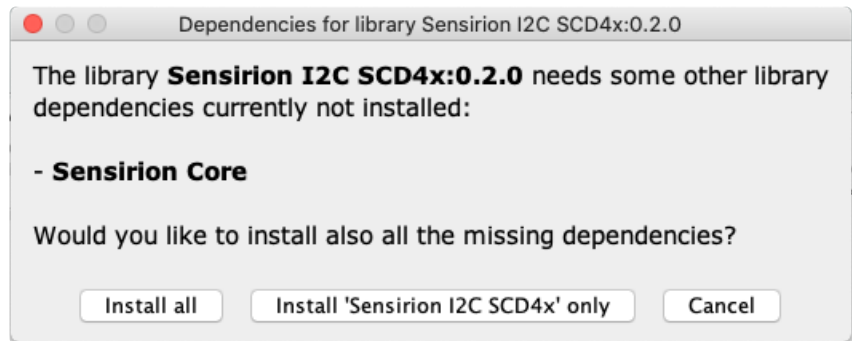 Dependencies for library Sensirion I2C SCD4x:0.2.0
The library Sensirion I2C SCD4x:0.2.0 needs some other library
dependencies currently not installed:
- Sensirion Core
Would you like to install also all the missing dependencies?
Install all Install 'Sensirion I2C SCD4x' only Cancel